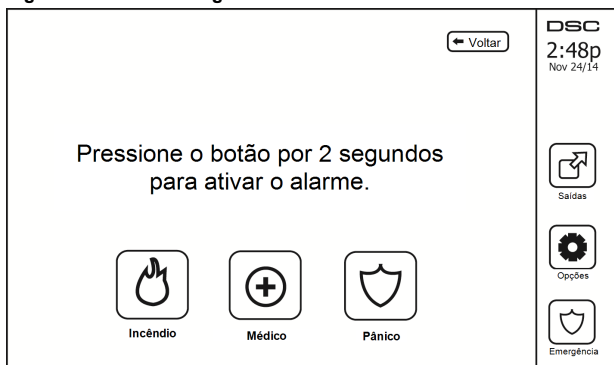 ← Voltar
DSC
2:48p
Nov 24/14
Pressione o botão por 2 segundos
para ativar o alarme.
Saídas
Opções
Incêndio
Médico
Pânico
Emergência